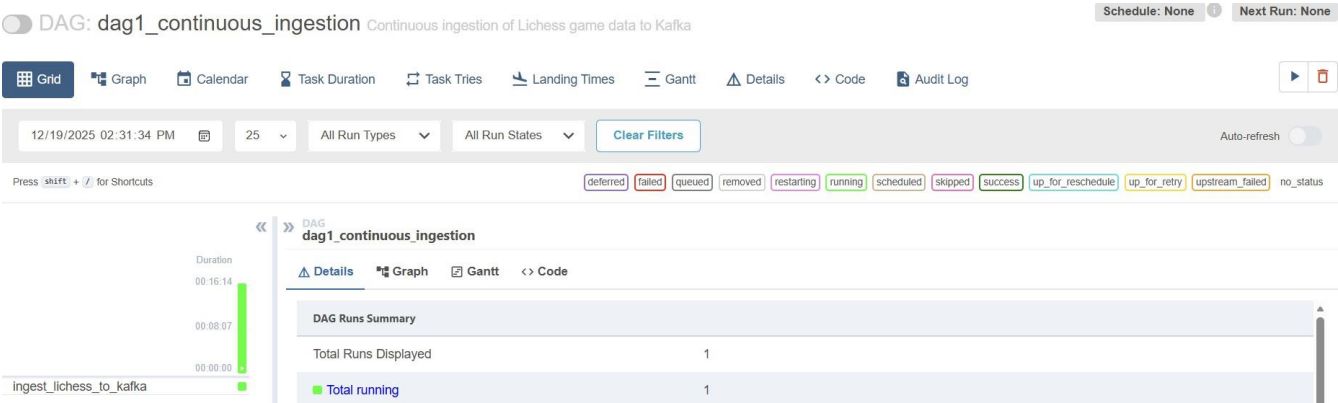 DAG: dag1_continuous_ingestion Continuous ingestion of Lichess game data to Kafka
Schedule: None Next Run: None
Grid Graph Calendar Task Duration Task Tries Landing Times Gantt Details <> Code Audit Log
12/19/2025 02:31:34 PM 25 All Run Types All Run States Clear Filters Auto-refresh
Press shift + / for Shortcuts deferred failed queued removed restarting running scheduled skipped success up_for_reschedule up_for_retry upstream_failed no_status
DAG
dag1_continuous_ingestion
Duration
00:16:14
00:08:07
00:00:00
ingest_lichess_to_kafka
Details Graph Gantt <> Code
DAG Runs Summary
Total Runs Displayed 1
Total running 1